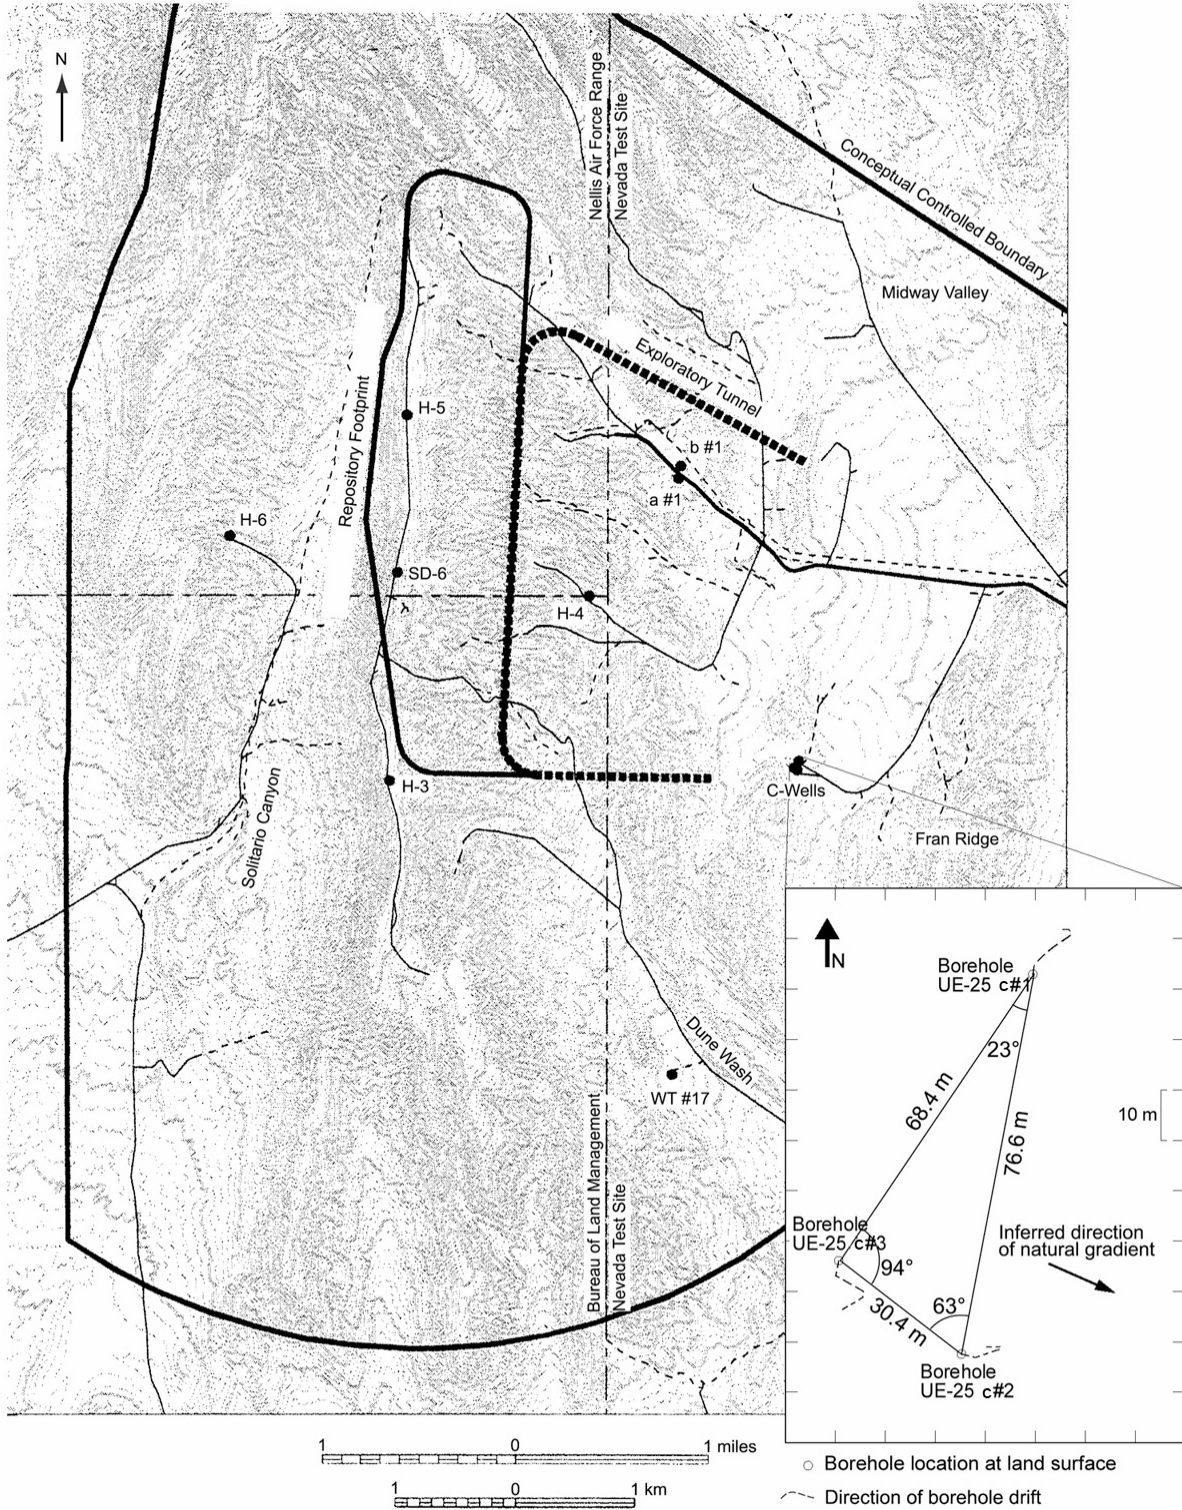 N
Nellis Air Force Range
Nevada Test Site
Conceptual Controlled Boundary
Midway Valley
Exploratory Tunnel
Repository Footprint
H-5
b #1
a #1
H-6
SD-6
H-4
H-3
C-Wells
Solitario Canyon
Fran Ridge
N
Borehole
UE-25 c#1
23°
68.4 m
76.6 m
10 m
Dune Wash
WT #17
Bureau of Land Management
Nevada Test Site
Borehole
UE-25 c#3
94°
63°
30.4 m
Inferred direction
of natural gradient
Borehole
UE-25 c#2
1 0 1 miles
1 0 1 km
Borehole location at land surface
Direction of borehole drift